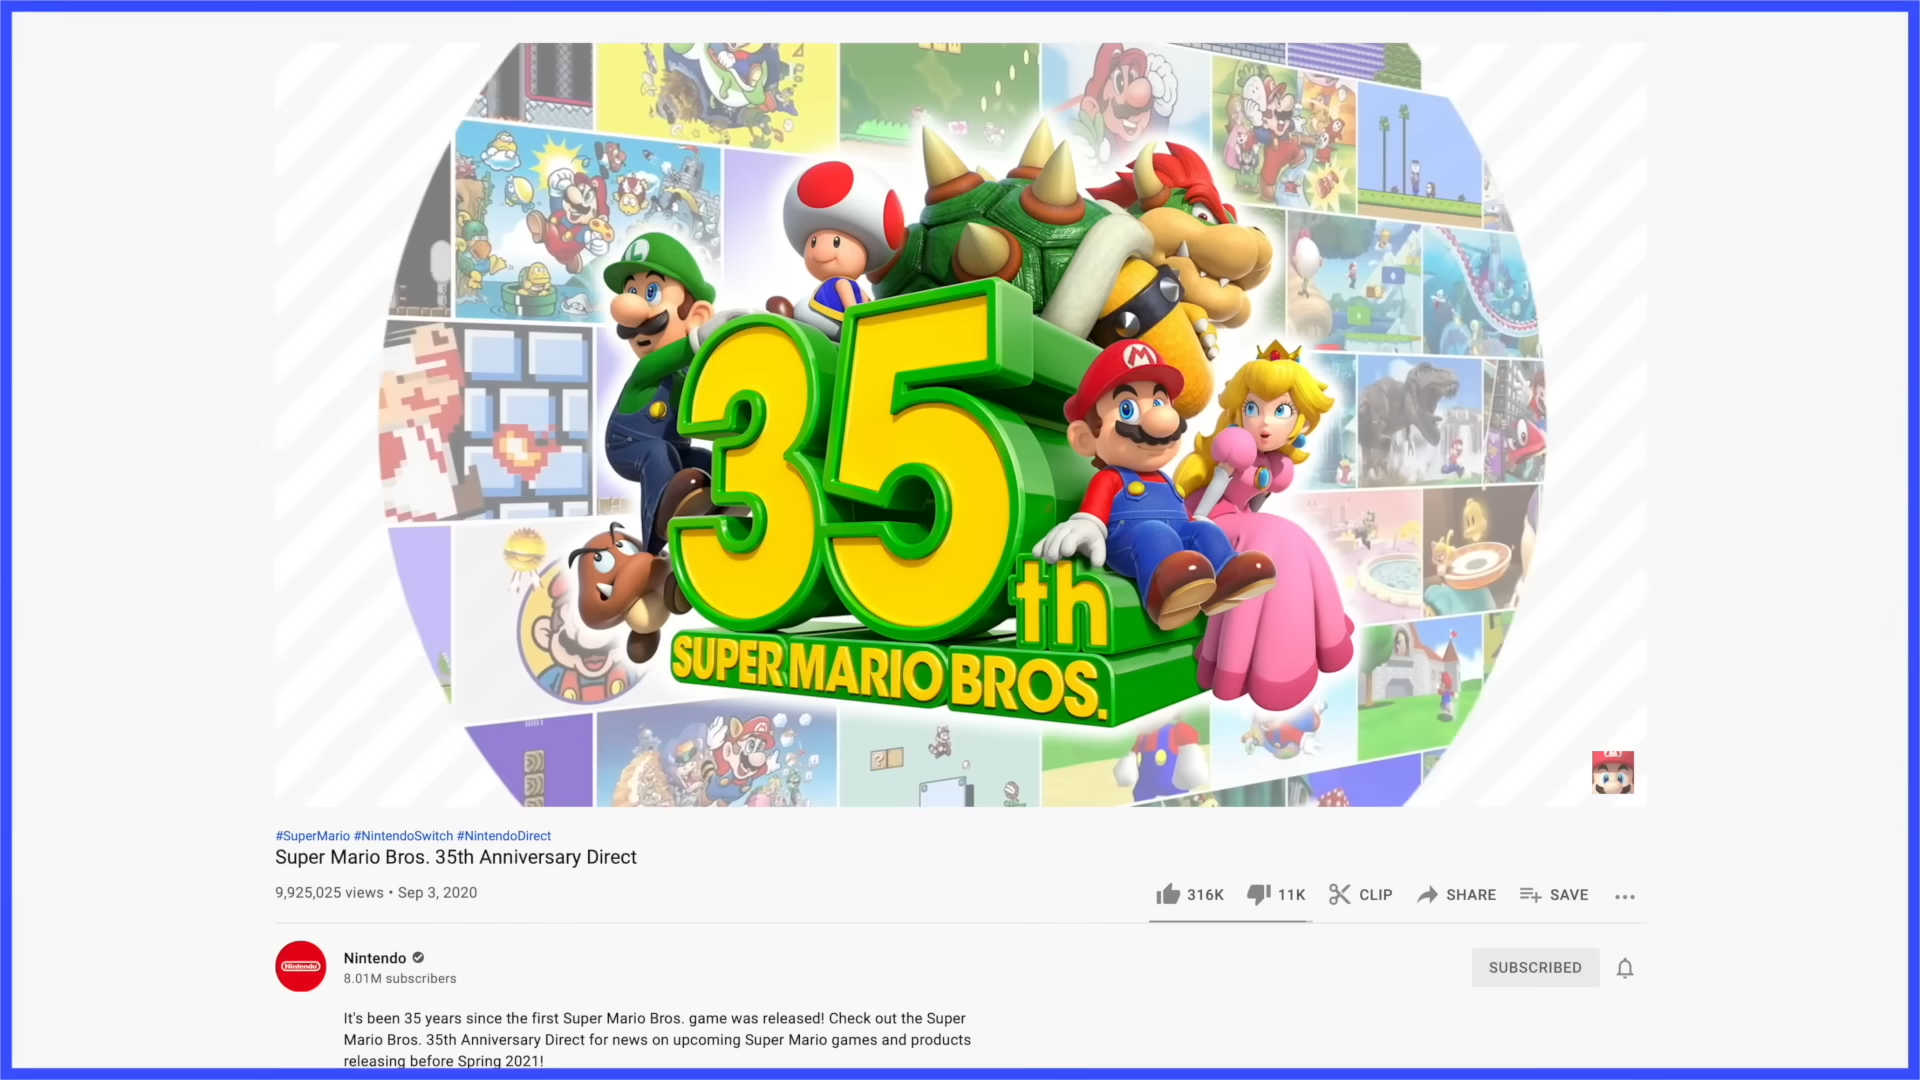 L
M
35th
SUPER MARIO BROS.
?
M
#SuperMario #NintendoSwitch #NintendoDirect
Super Mario Bros. 35th Anniversary Direct
9,925,025 views • Sep 3, 2020
316K 11K CLIP SHARE SAVE ...
Nintendo
Nintendo
8.01M subscribers
SUBSCRIBED
It's been 35 years since the first Super Mario Bros. game was released! Check out the Super
Mario Bros. 35th Anniversary Direct for news on upcoming Super Mario games and products
releasing before Spring 2021!